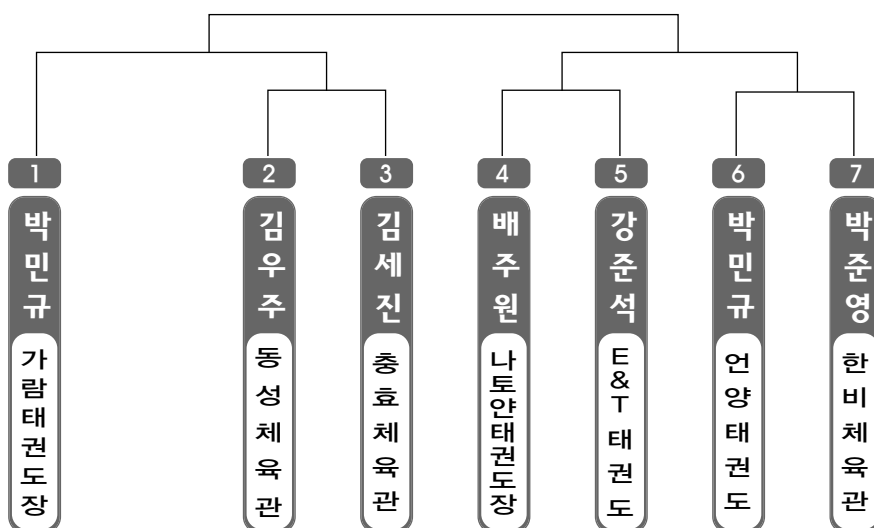 1
박민규
가람태권도장
2
김우주
동성체육관
3
김세진
충효체육관
4
배주원
나토얀태권도장
5
강준석
E&T태권도
6
박민규
언양태권도
7
박준영
한비체육관